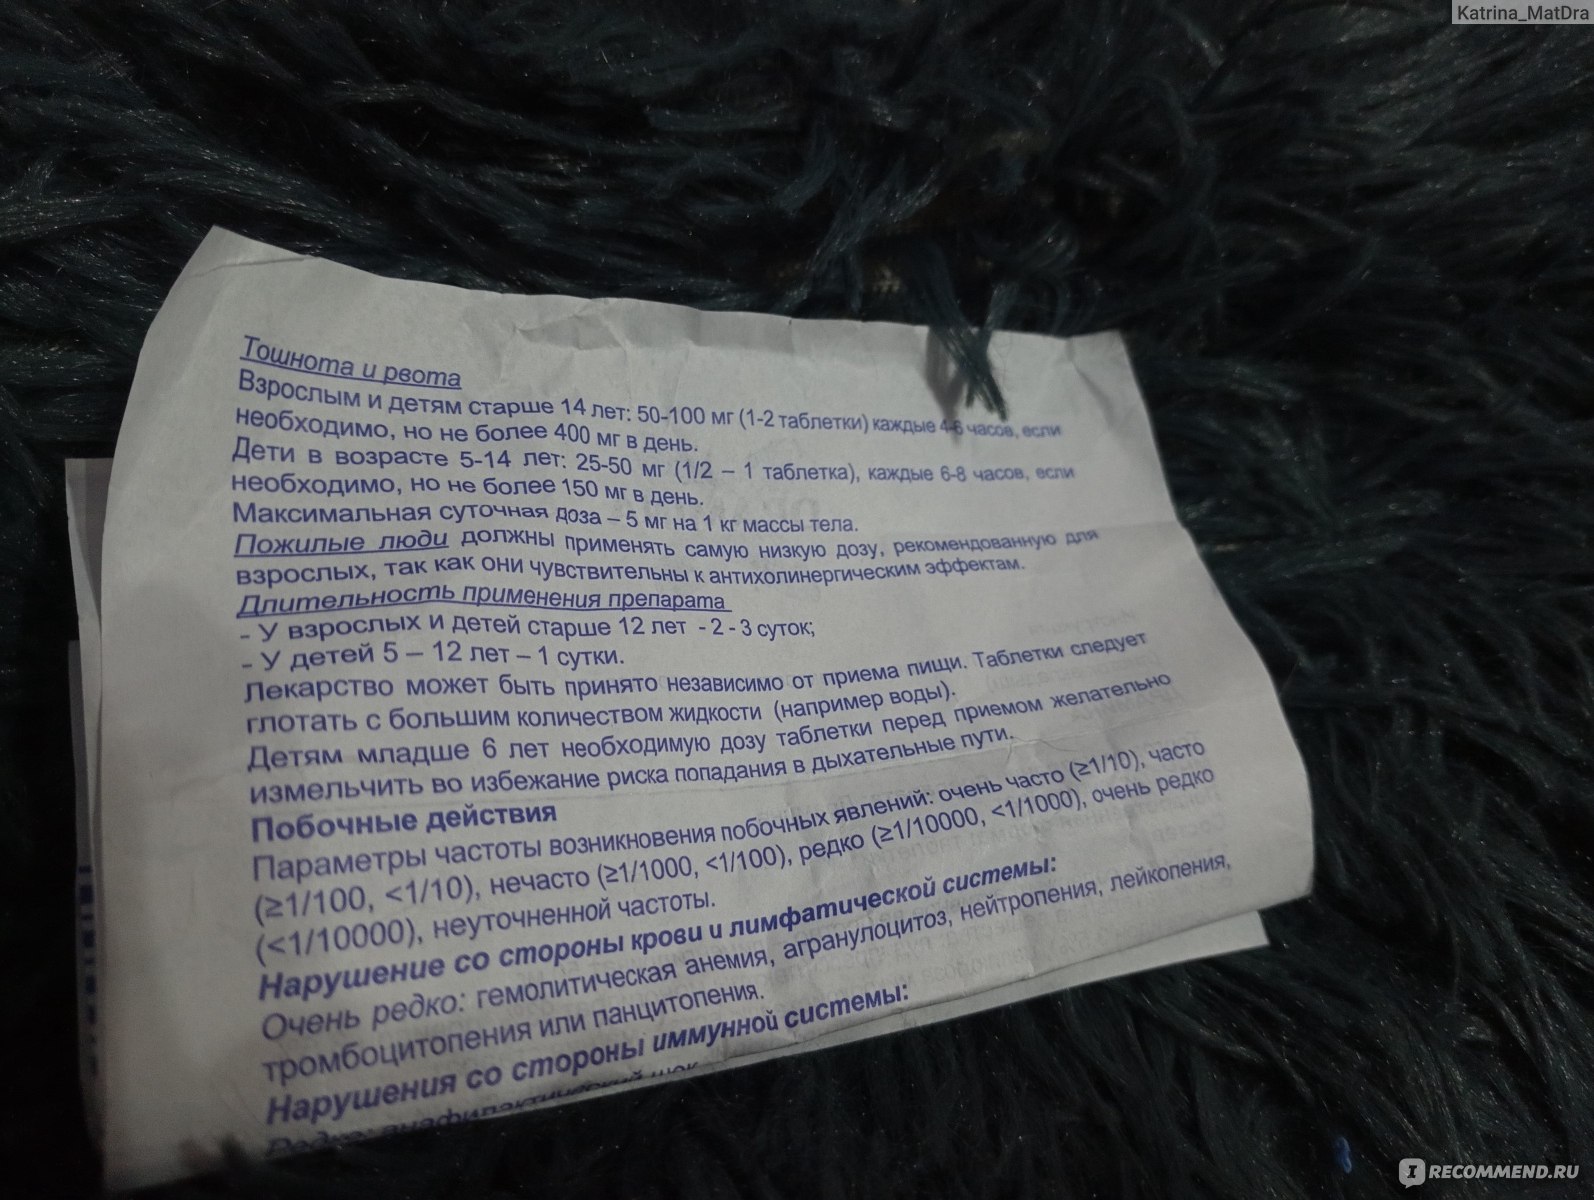 Katrina_MatDra
Тошнота и рвота
Взрослым и детям старше 14 лет: 50-100 мг (1-2 таблетки) каждые 4-6 часов, если
необходимо, но не более 400 мг в день.
Дети в возрасте 5-14 лет: 25-50 мг (1/2 – 1 таблетка), каждые 6-8 часов, если
необходимо, но не более 150 мг в день.
Максимальная суточная доза – 5 мг на 1 кг массы тела.
Пожилые люди должны применять самую низкую дозу, рекомендованную для
взрослых, так как они чувствительны к антихолинергическим эффектам.
Длительность применения препарата
- У взрослых и детей старше 12 лет - 2 - 3 суток;
- У детей 5 – 12 лет – 1 сутки.
Лекарство может быть принято независимо от приема пищи. Таблетки следует
глотать с большим количеством жидкости (например воды).
Детям младше 6 лет необходимую дозу таблетки перед приемом желательно
измельчить во избежание риска попадания в дыхательные пути.
Побочные действия
Параметры частоты возникновения побочных явлений: очень часто (≥1/10), часто
(≥1/100, <1/10), нечасто (≥1/1000, <1/100), редко (≥1/10000, <1/1000), очень редко
(<1/10000), неуточненной частоты.
Нарушение со стороны крови и лимфатической системы:
Очень редко: гемолитическая анемия, агранулоцитоз, нейтропения, лейкопения,
тромбоцитопения или панцитопения.
Нарушения со стороны иммунной системы:
Редко: анафилактический шок
RECOMMEND.RU